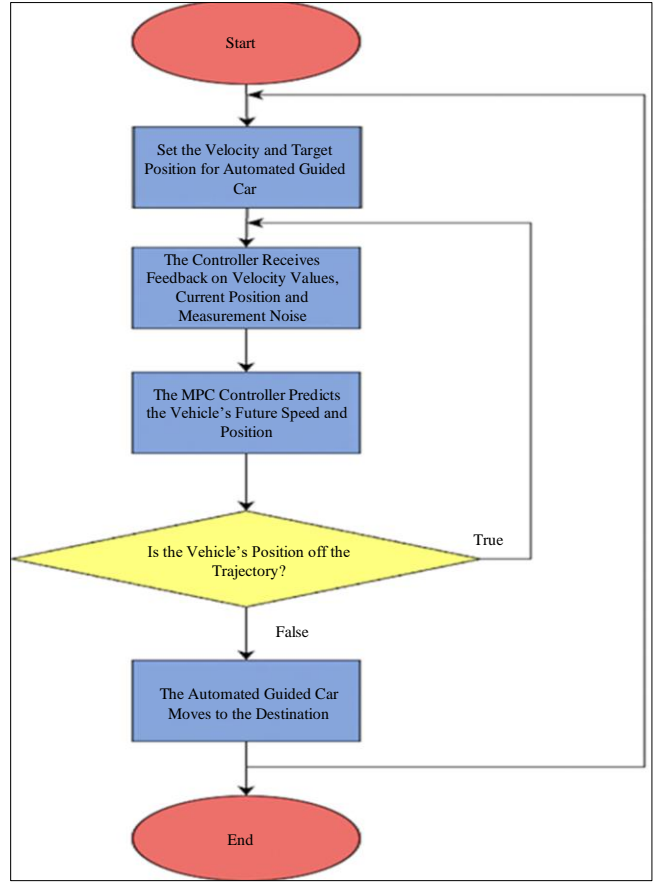 Start
Set the Velocity and Target
Position for Automated Guided
Car
The Controller Receives
Feedback on Velocity Values,
Current Position and
Measurement Noise
The MPC Controller Predicts
the Vehicle’s Future Speed and
Position
Is the Vehicle’s Position off the
Trajectory?
True
False
The Automated Guided Car
Moves to the Destination
End